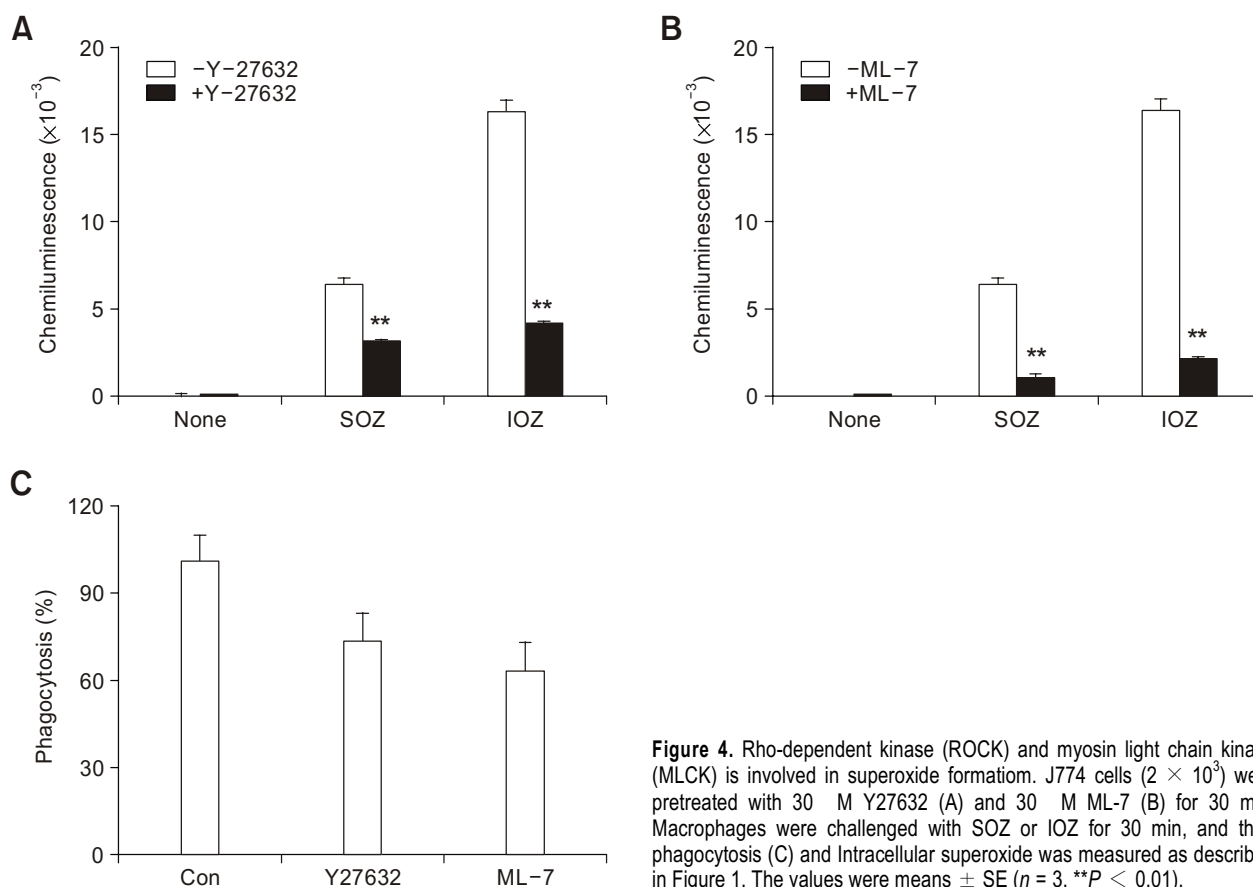 A
20
15
10
5
0
Chemiluminescence (×10⁻³)
−Y−27632
+Y−27632
**
**
None SOZ IOZ
B
20
15
10
5
0
Chemiluminescence (×10⁻³)
−ML−7
+ML−7
**
**
None SOZ IOZ
C
120
90
60
30
0
Phagocytosis (%)
Con Y27632 ML−7
Figure 4. Rho-dependent kinase (ROCK) and myosin light chain kinas
(MLCK) is involved in superoxide formatiom. J774 cells (2 × 10³) we
pretreated with 30 M Y27632 (A) and 30 M ML-7 (B) for 30 m
Macrophages were challenged with SOZ or IOZ for 30 min, and th
phagocytosis (C) and Intracellular superoxide was measured as describ
in Figure 1. The values were means ± SE (n = 3, **P < 0.01).